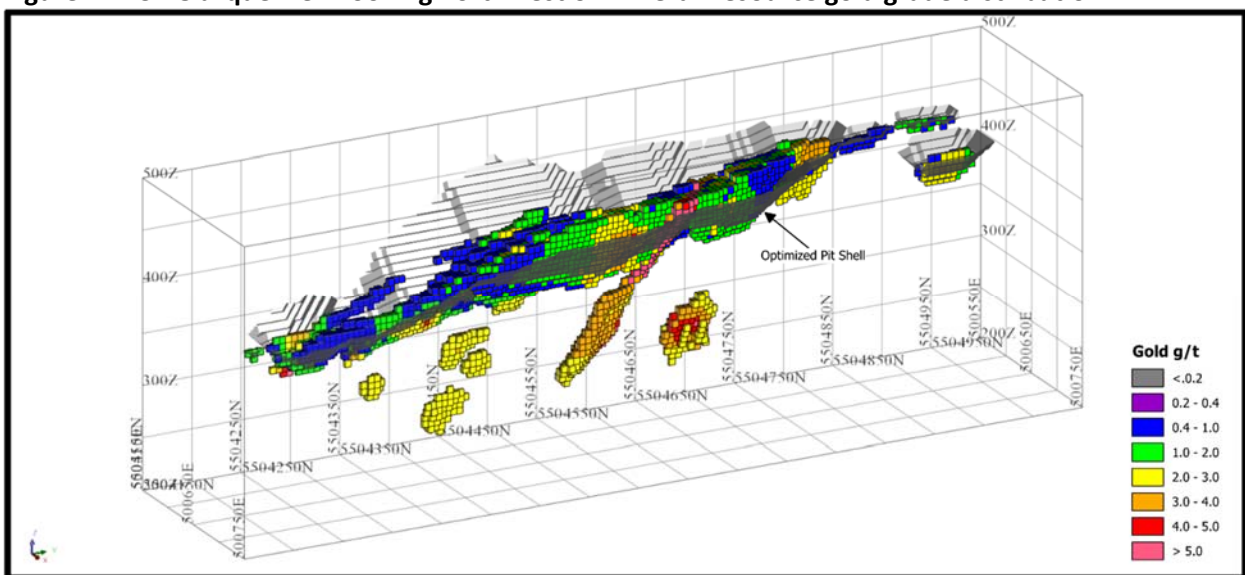 500Z
500Z
400Z
500Z
400Z
300Z
Optimized Pit Shell
400Z
200Z
300Z
5504950N
500550E
5504950N
500650E
500750E
5504850N
5504850N
5504750N
5504750N
5504650N
5504650N
5504550N
5504550N
5504450N
5504350N
5504350N
5504250N
5504250N
500650E
500750E
Gold g/t
<.0.2
0.2 - 0.4
0.4 - 1.0
1.0 - 2.0
2.0 - 3.0
3.0 - 4.0
4.0 - 5.0
> 5.0